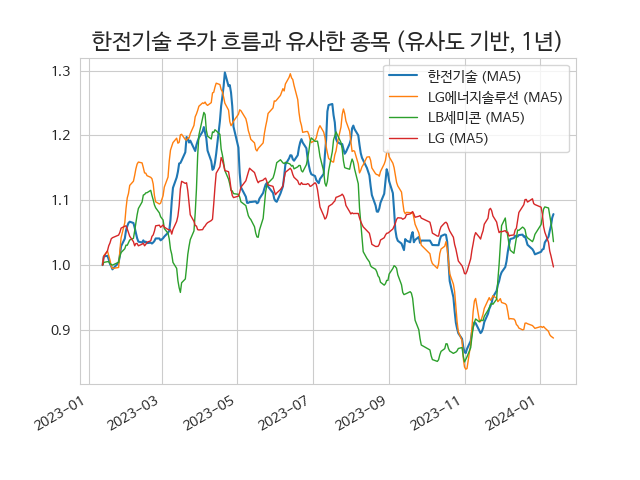 한전기술 주가 흐름과 유사한 종목 (유사도 기반, 1년)
한전기술 (MA5)
LG에너지솔루션 (MA5)
LB세미콘 (MA5)
LG (MA5)
1.3
1.2
1.1
1.0
0.9
2023-01
2023-03
2023-05
2023-07
2023-09
2023-11
2024-01